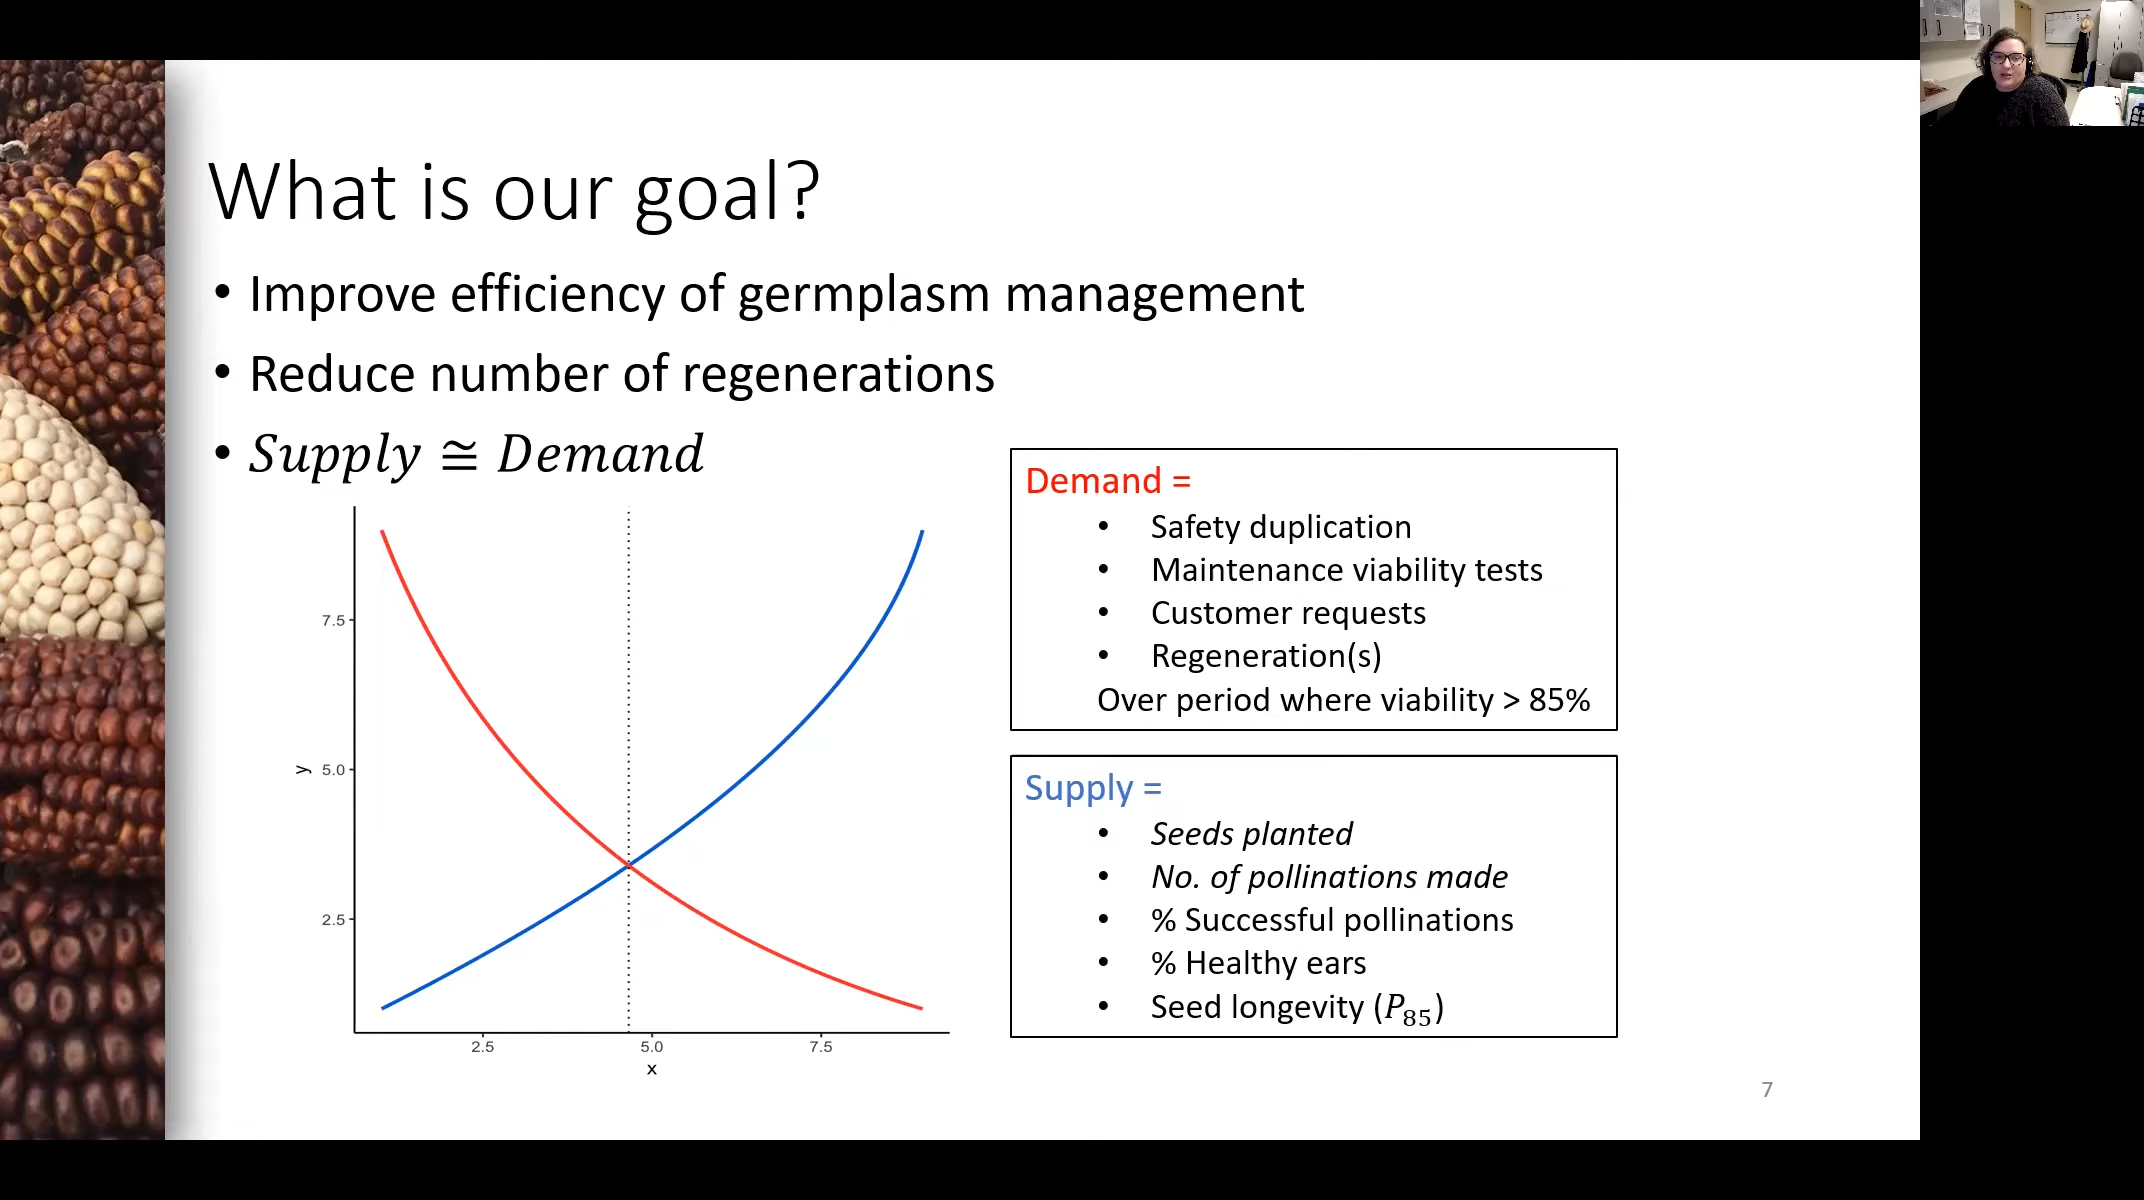 What is our goal?
• Improve efficiency of germplasm management
• Reduce number of regenerations
• Supply ≅ Demand
7.5
5.0
2.5
y
2.5
5.0
7.5
x
Demand =
• Safety duplication
• Maintenance viability tests
• Customer requests
• Regeneration(s)
Over period where viability > 85%
Supply =
• Seeds planted
• No. of pollinations made
• % Successful pollinations
• % Healthy ears
• Seed longevity (P₈₅)
7